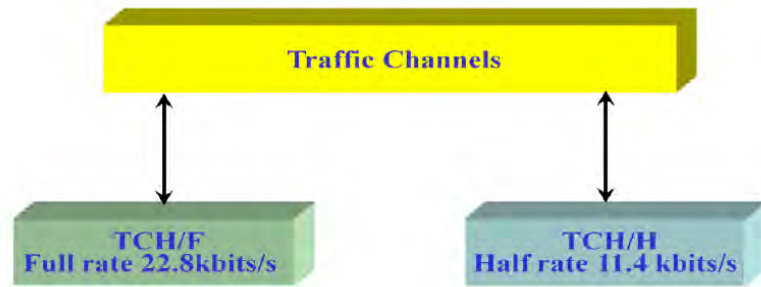 Traffic Channels
TCH/F
Full rate 22.8kbits/s
TCH/H
Half rate 11.4 kbits/s